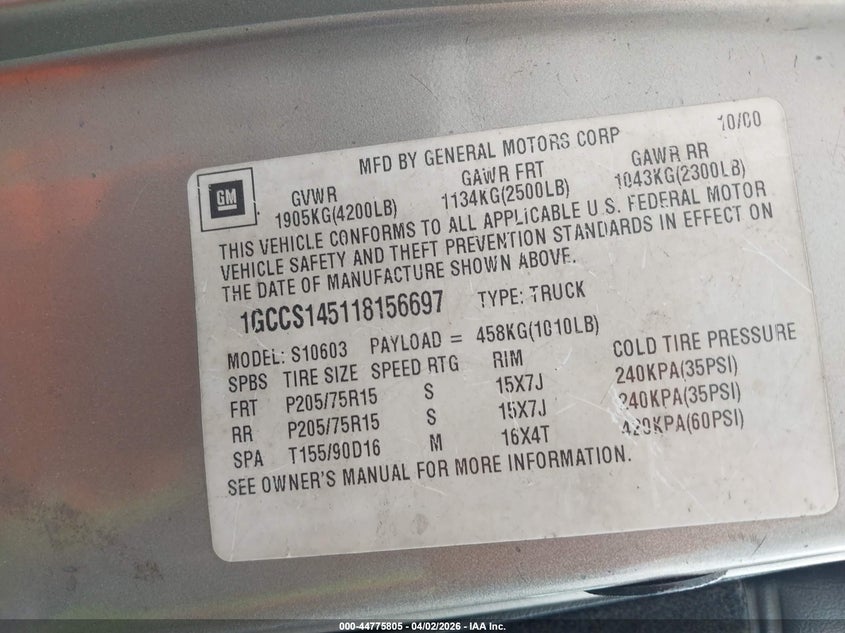 10/00
MFD BY GENERAL MOTORS CORP
GM
GVWR GAWR FRT GAWR RR
1905KG(4200LB) 1134KG(2500LB) 1043KG(2300LB)
THIS VEHICLE CONFORMS TO ALL APPLICABLE U.S. FEDERAL MOTOR
VEHICLE SAFETY AND THEFT PREVENTION STANDARDS IN EFFECT ON
THE DATE OF MANUFACTURE SHOWN ABOVE.
1GCCS145118156697 TYPE: TRUCK
MODEL: S10603 PAYLOAD = 458KG(1010LB)
SPBS TIRE SIZE SPEED RTG RIM COLD TIRE PRESSURE
FRT P205/75R15 S 15X7J 240KPA(35PSI)
RR P205/75R15 S 15X7J 240KPA(35PSI)
SPA T155/90D16 M 16X4T 420KPA(60PSI)
SEE OWNER'S MANUAL FOR MORE INFORMATION.
000-44775805 04/02/2026 - IAA Inc.